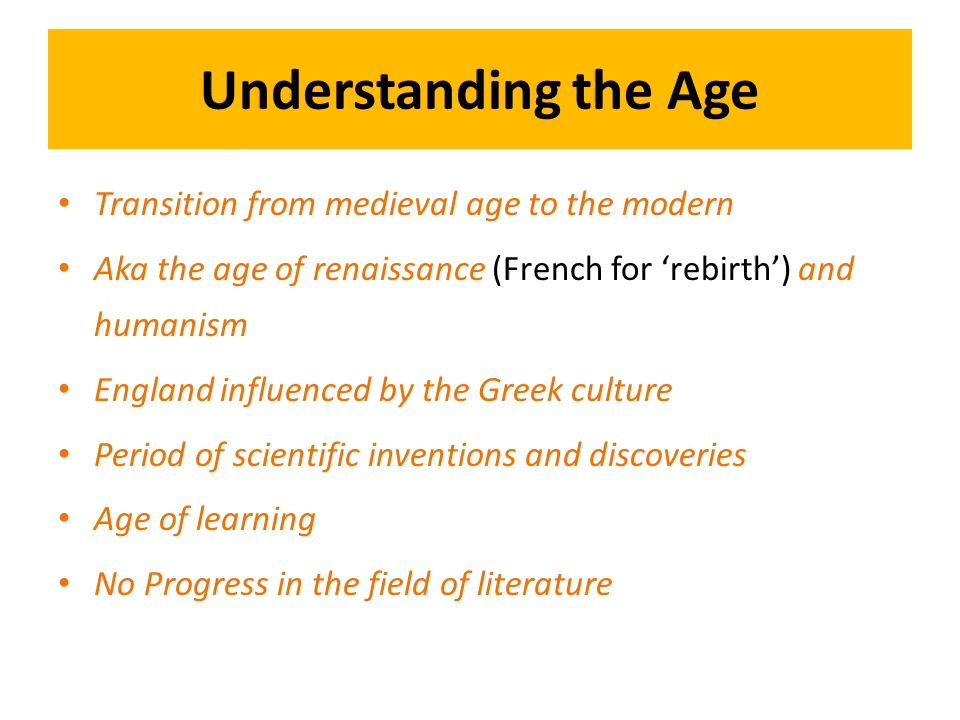 Understanding the Age
• Transition from medieval age to the modern
• Aka the age of renaissance (French for ‘rebirth’) and
humanism
• England influenced by the Greek culture
• Period of scientific inventions and discoveries
• Age of learning
• No Progress in the field of literature